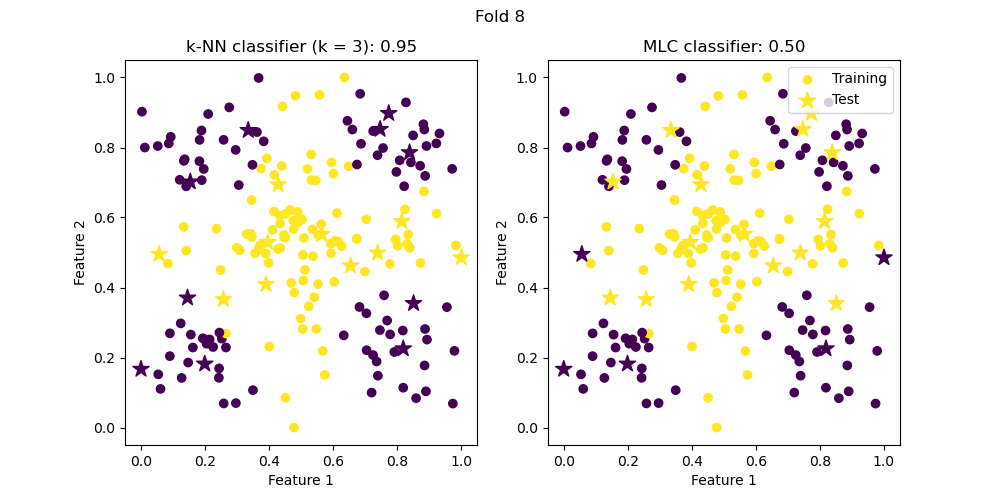 Fold 8
k-NN classifier (k = 3): 0.95
MLC classifier: 0.50
Training
Test
1.0
0.8
0.6
0.4
0.2
0.0
Feature 2
0.0 0.2 0.4 0.6 0.8 1.0
Feature 1
1.0
0.8
0.6
0.4
0.2
0.0
Feature 2
0.0 0.2 0.4 0.6 0.8 1.0
Feature 1